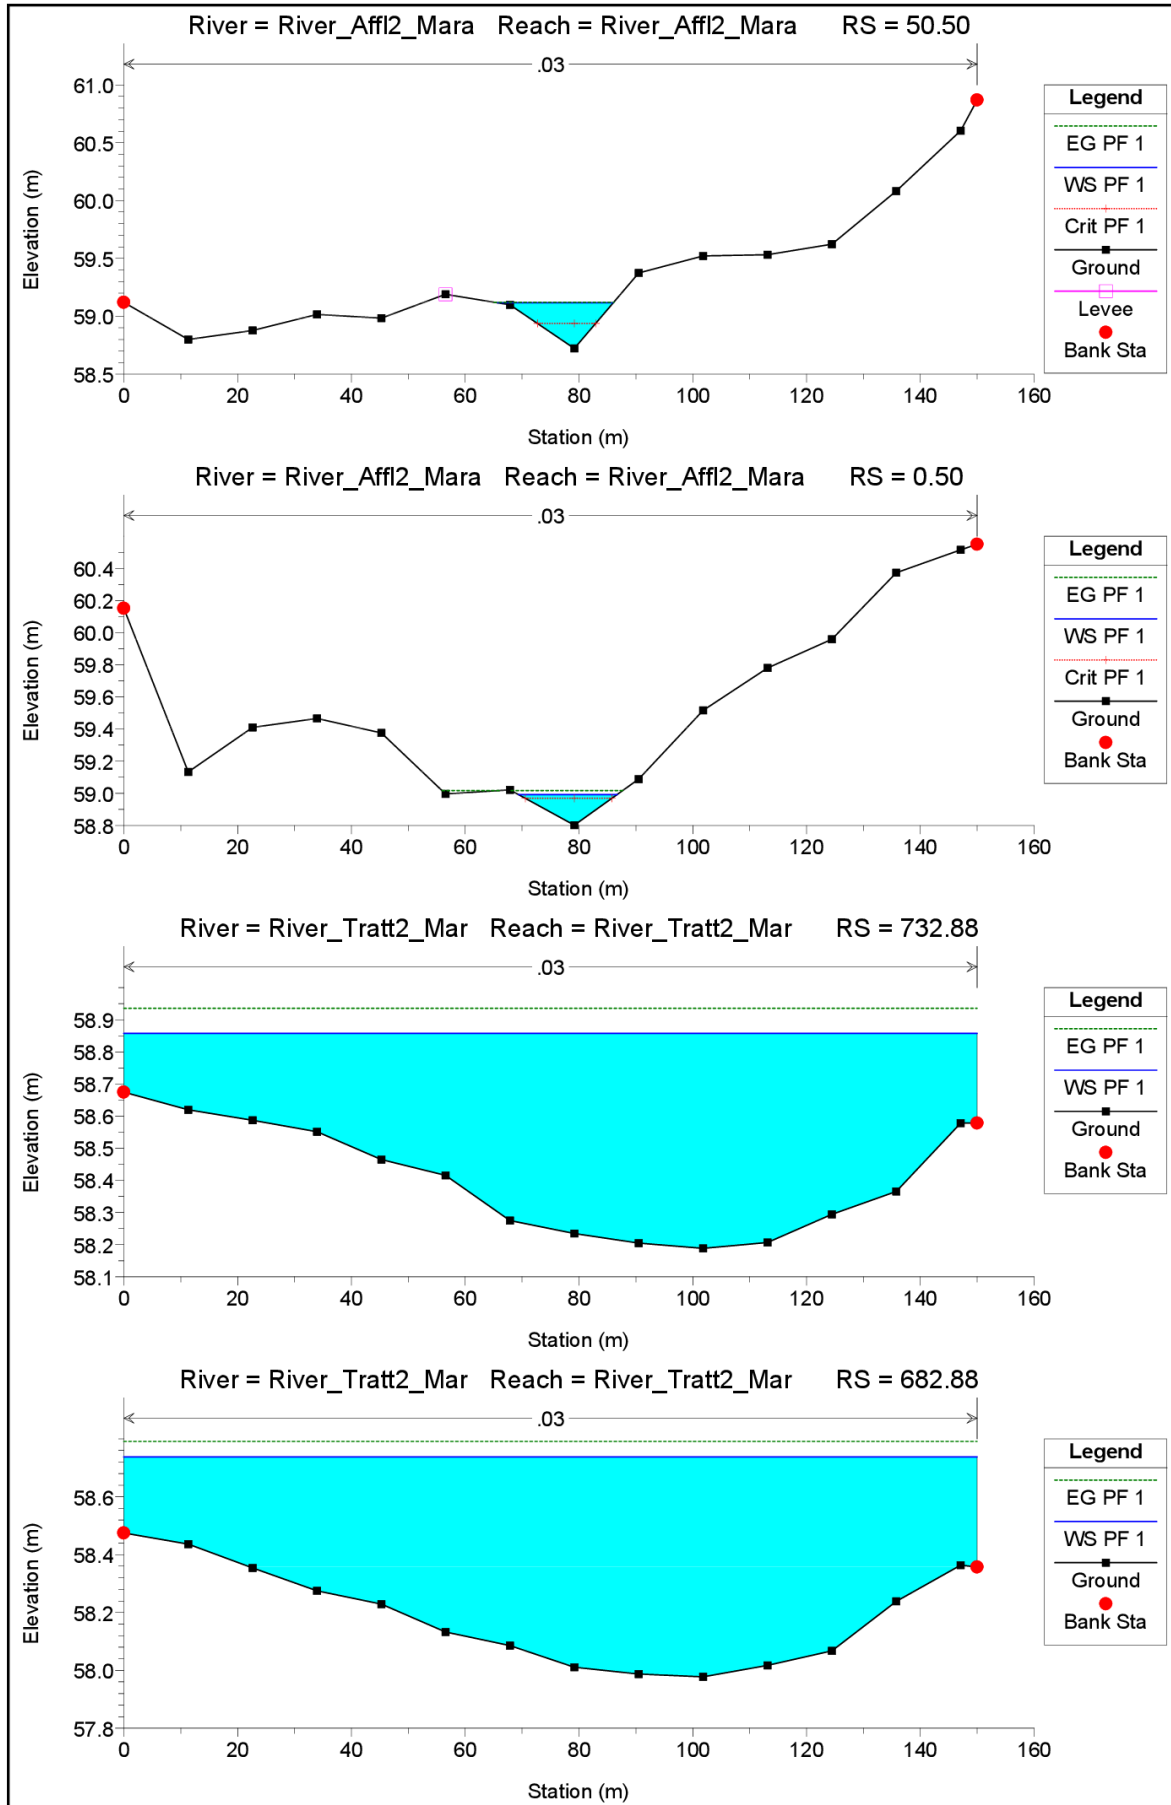 River = River_Affl2_Mara Reach = River_Affl2_Mara RS = 50.50
.03
61.0
60.5
60.0
59.5
59.0
58.5
Elevation (m)
0 20 40 60 80 100 120 140 160
Station (m)
Legend
EG PF 1
WS PF 1
Crit PF 1
Ground
Levee
Bank Sta
River = River_Affl2_Mara Reach = River_Affl2_Mara RS = 0.50
.03
60.4
60.2
60.0
59.8
59.6
59.4
59.2
59.0
58.8
Elevation (m)
0 20 40 60 80 100 120 140 160
Station (m)
Legend
EG PF 1
WS PF 1
Crit PF 1
Ground
Bank Sta
River = River_Tratt2_Mar Reach = River_Tratt2_Mar RS = 732.88
.03
58.9
58.8
58.7
58.6
58.5
58.4
58.3
58.2
58.1
Elevation (m)
0 20 40 60 80 100 120 140 160
Station (m)
Legend
EG PF 1
WS PF 1
Ground
Bank Sta
River = River_Tratt2_Mar Reach = River_Tratt2_Mar RS = 682.88
.03
58.6
58.4
58.2
58.0
57.8
Elevation (m)
0 20 40 60 80 100 120 140 160
Station (m)
Legend
EG PF 1
WS PF 1
Ground
Bank Sta